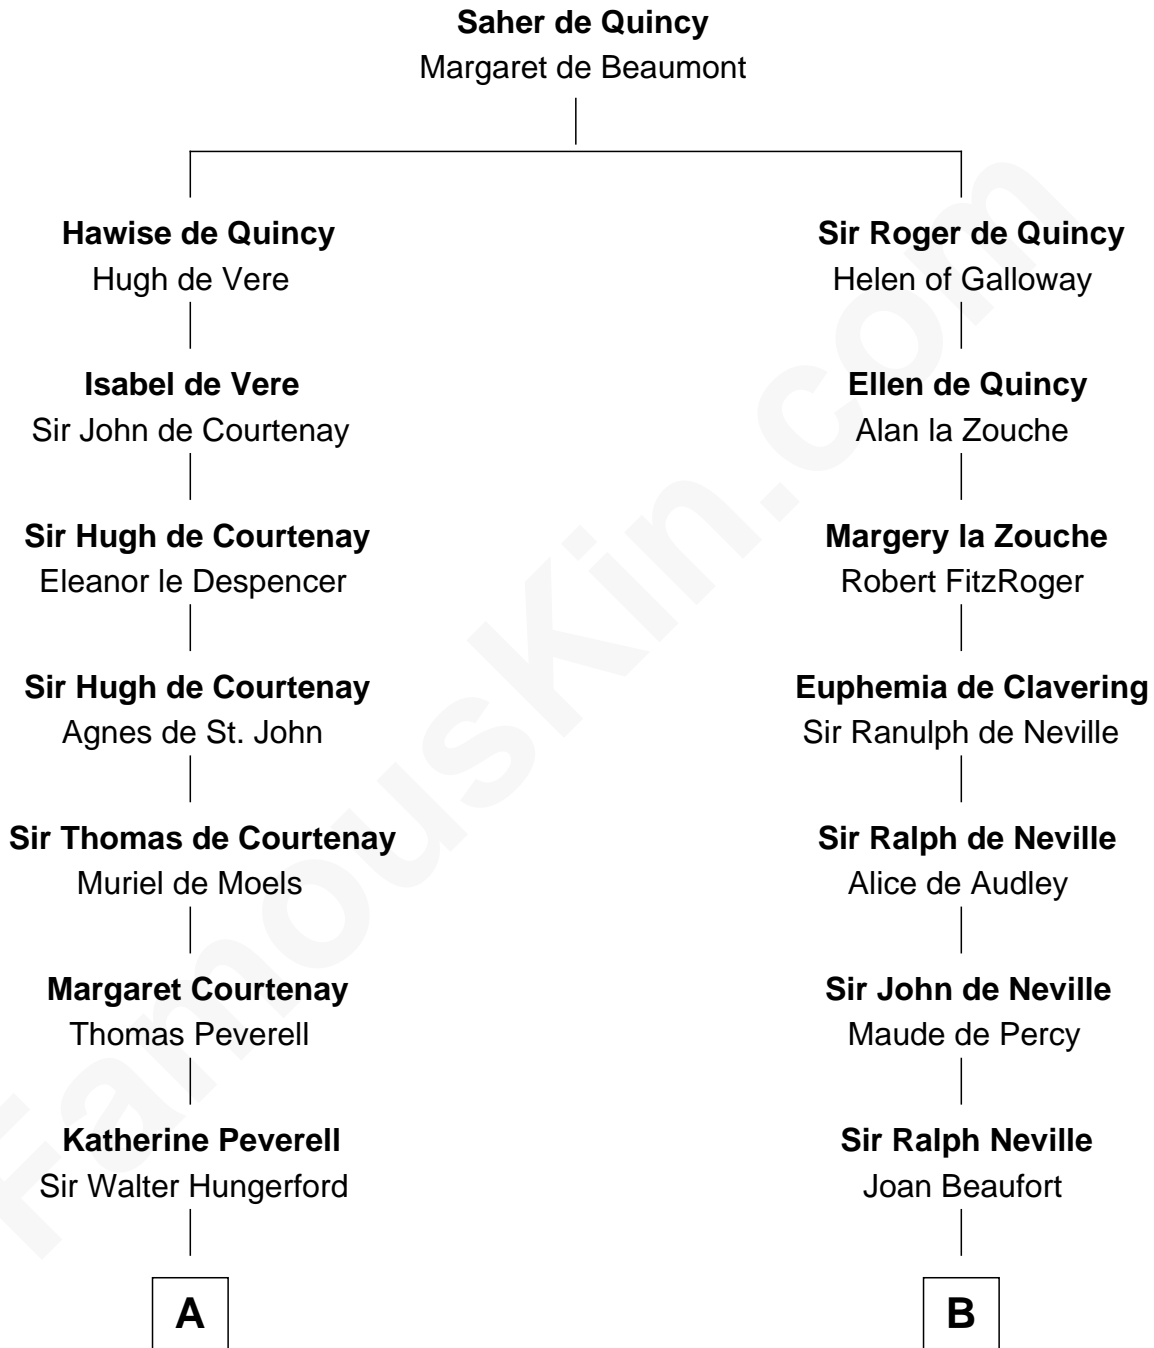 Saher de Quincy
Margaret de Beaumont
Hawise de Quincy
Hugh de Vere
Sir Roger de Quincy
Helen of Galloway
Isabel de Vere
Sir John de Courtenay
Ellen de Quincy
Alan la Zouche
Sir Hugh de Courtenay
Eleanor le Despencer
Margery la Zouche
Robert FitzRoger
Sir Hugh de Courtenay
Agnes de St. John
Euphemia de Clavering
Sir Ranulph de Neville
Sir Thomas de Courtenay
Muriel de Moels
Sir Ralph de Neville
Alice de Audley
Margaret Courtenay
Thomas Peverell
Sir John de Neville
Maude de Percy
Katherine Peverell
Sir Walter Hungerford
Sir Ralph Neville
Joan Beaufort
A
B
FamousKin.com